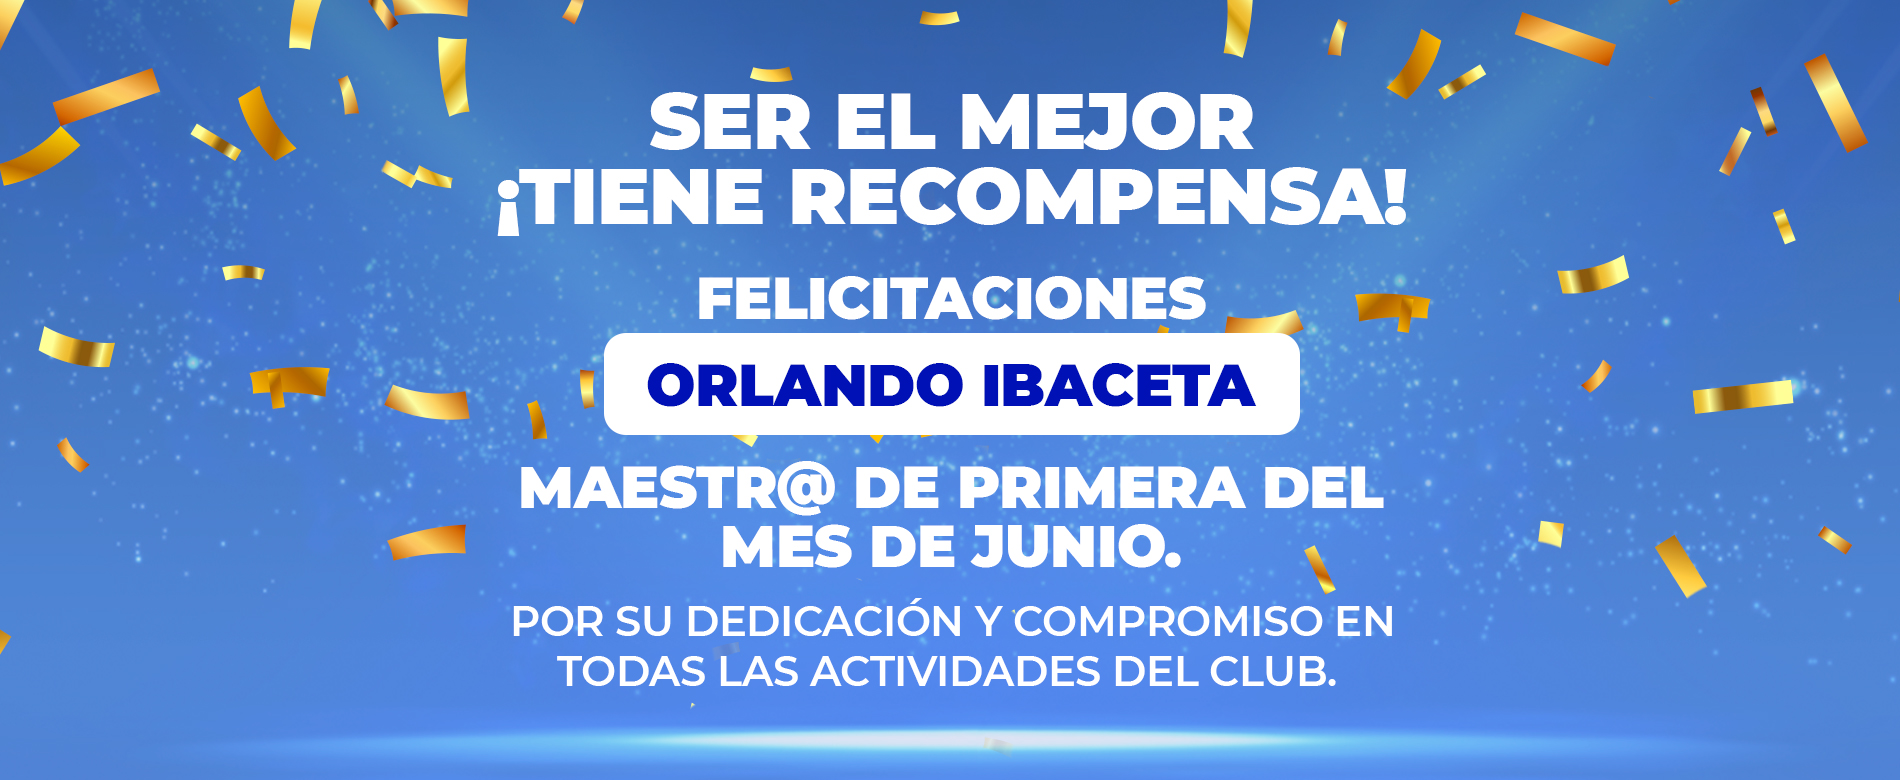 SER EL MEJOR
¡TIENE RECOMPENSA!
FELICITACIONES
ORLANDO IBACETA
MAESTR@ DE PRIMERA DEL
MES DE JUNIO.
POR SU DEDICACIÓN Y COMPROMISO EN
TODAS LAS ACTIVIDADES DEL CLUB.